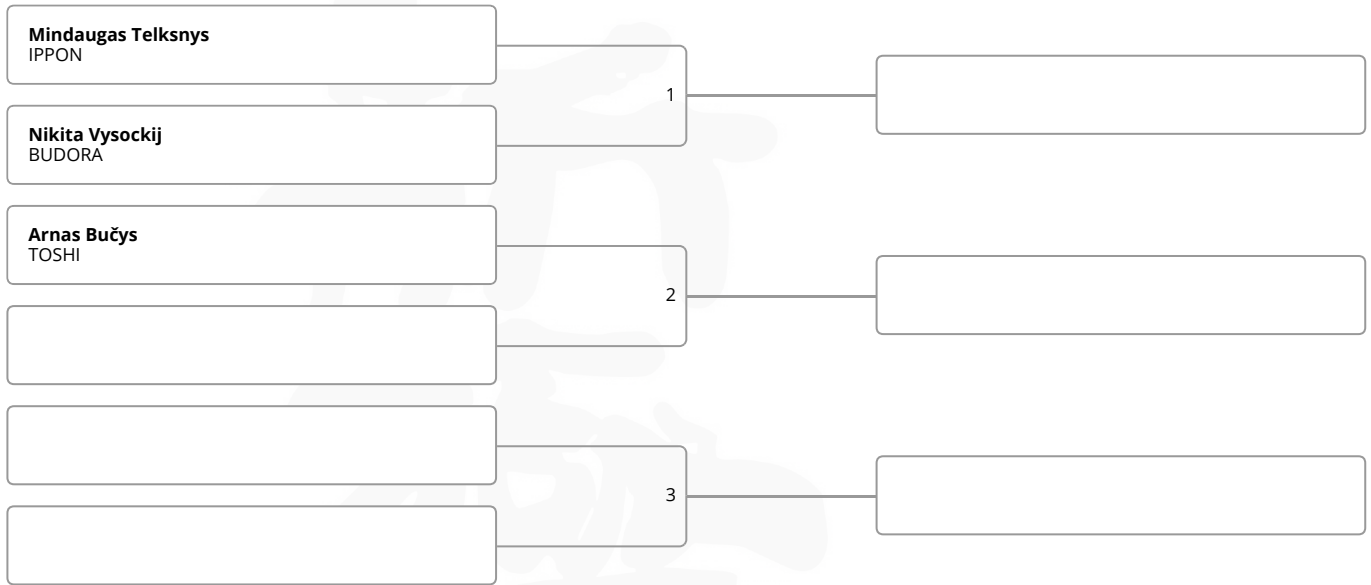 Mindaugas Telksnys
IPPON
1
Nikita Vysockij
BUDORA
Arnas Bučys
TOSHI
2
3